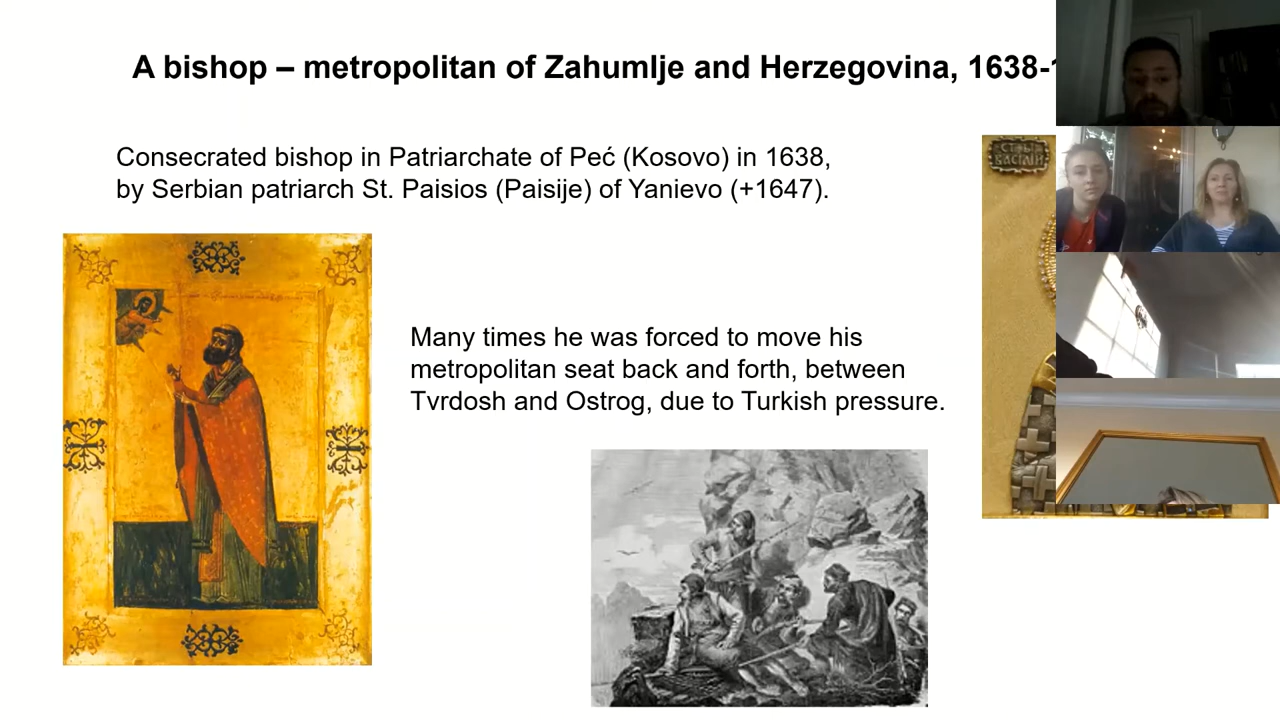 A bishop – metropolitan of Zahumlje and Herzegovina, 1638-
Consecrated bishop in Patriarchate of Peć (Kosovo) in 1638,
by Serbian patriarch St. Paisios (Paisije) of Yanievo (+1647).
Many times he was forced to move his
metropolitan seat back and forth, between
Tvrdosh and Ostrog, due to Turkish pressure.